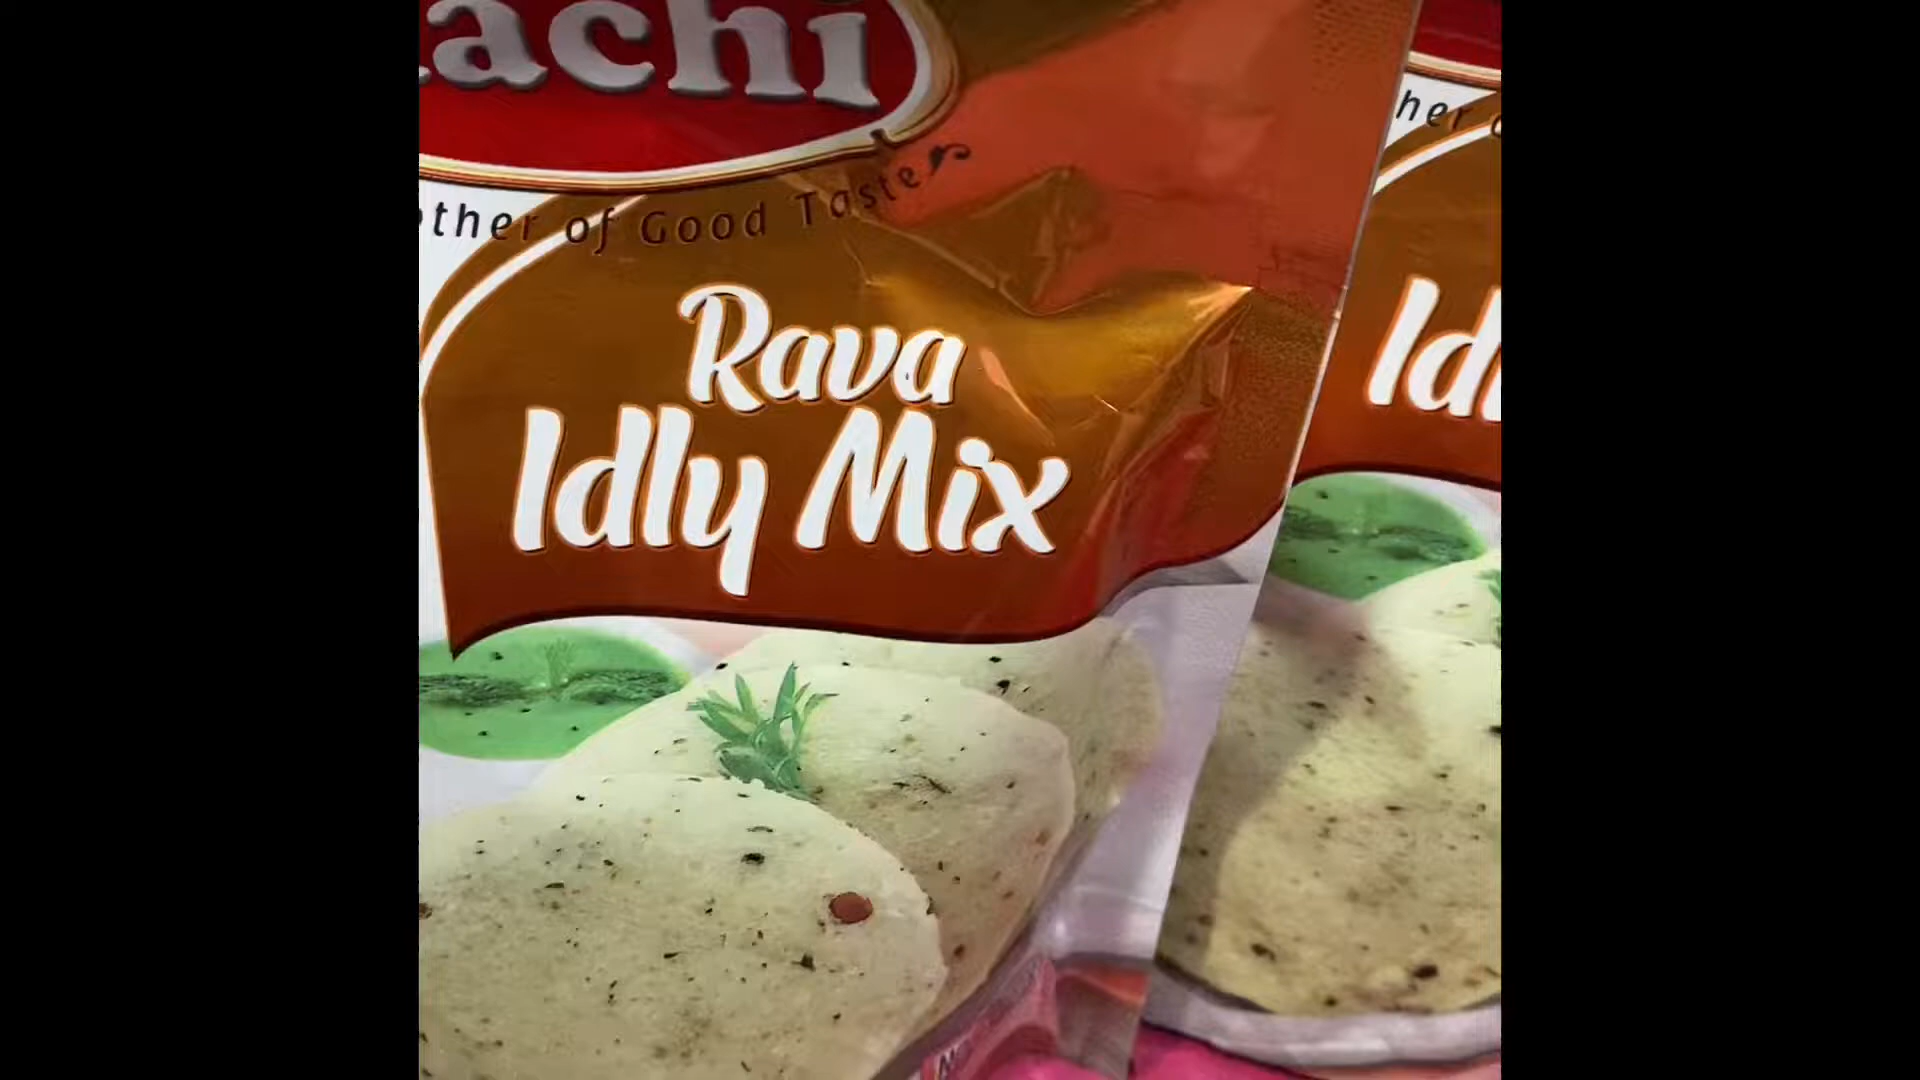 achi
ther of Good Taste
Rava
Idly Mix
her
Id